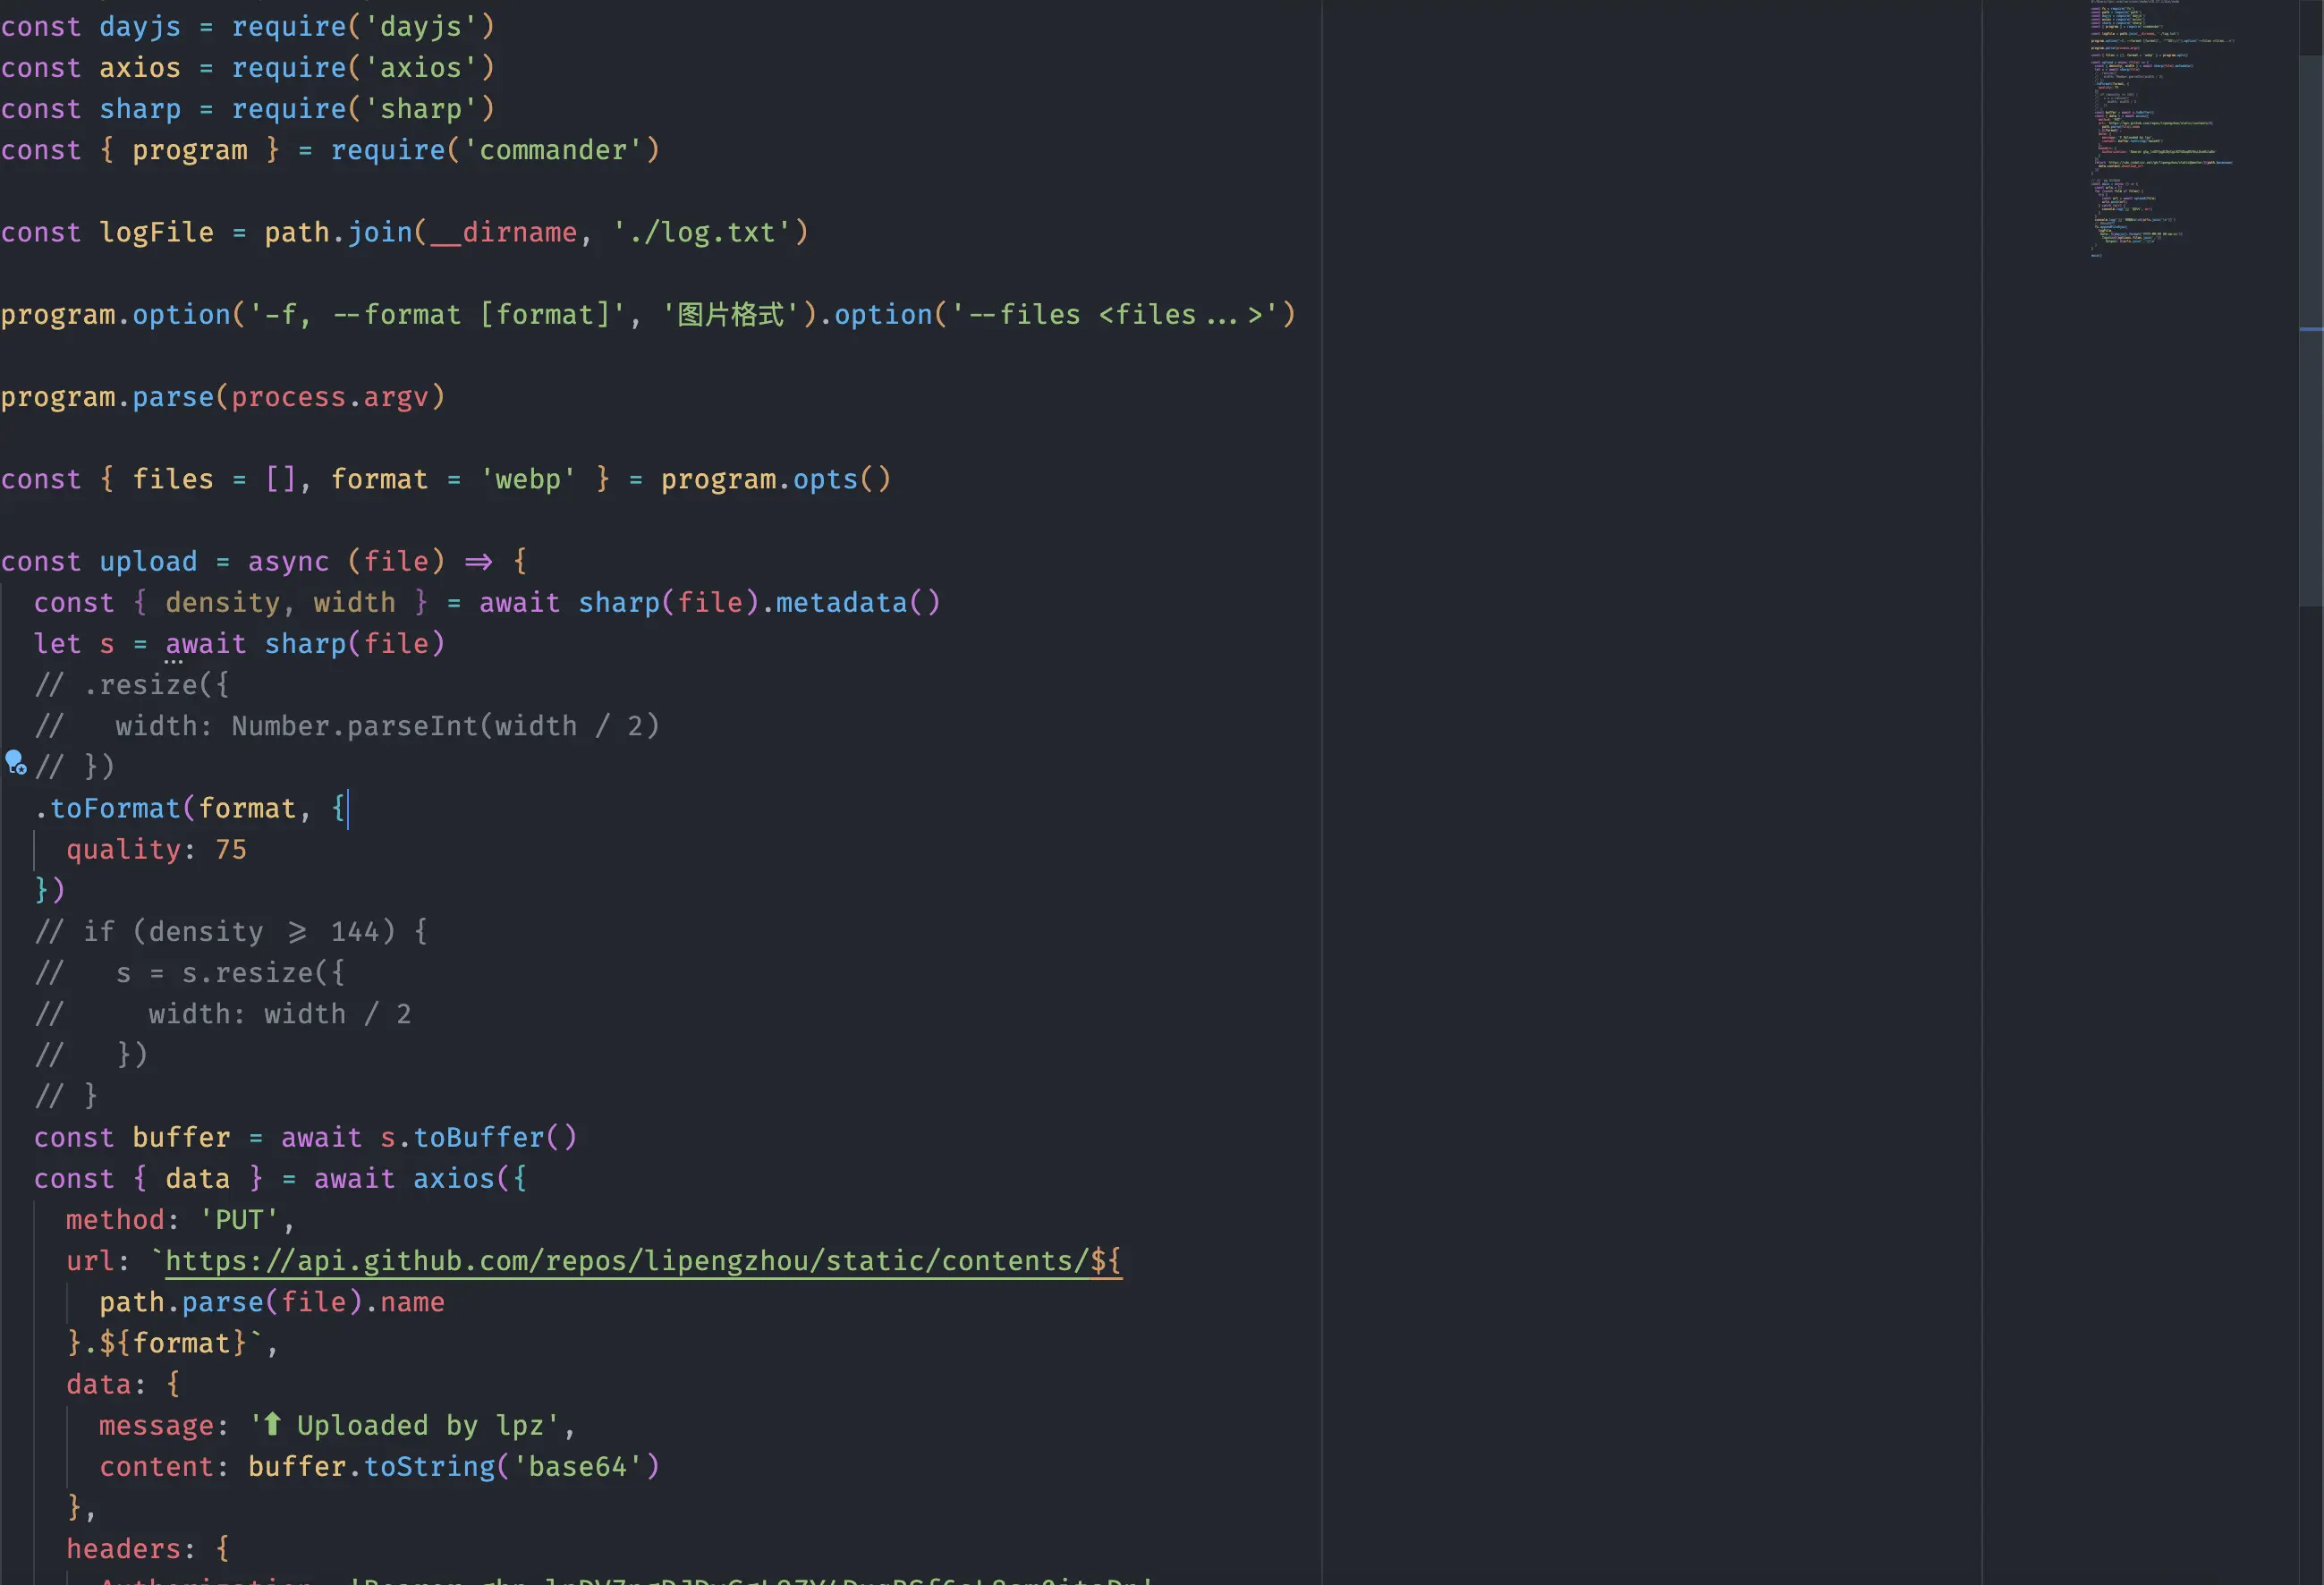 const dayjs = require('dayjs')
const axios = require('axios')
const sharp = require('sharp')
const { program } = require('commander')
const logFile = path.join(__dirname, './log.txt')
program.option('-f, --format [format]', '图片格式').option('--files <files...>')
program.parse(process.argv)
const { files = [], format = 'webp' } = program.opts()
const upload = async (file) => {
  const { density, width } = await sharp(file).metadata()
  let s = await sharp(file)
  // .resize({
  //   width: Number.parseInt(width / 2)
  // })
  .toFormat(format, {
    quality: 75
  })
  // if (density >= 144) {
  //   s = s.resize({
  //     width: width / 2
  //   })
  // }
  const buffer = await s.toBuffer()
  const { data } = await axios({
    method: 'PUT',
    url: `https://api.github.com/repos/lipengzhou/static/contents/${
      path.parse(file).name
    }.${format}`,
    data: {
      message: '⬆ Uploaded by lpz',
      content: buffer.toString('base64')
    },
    headers: {